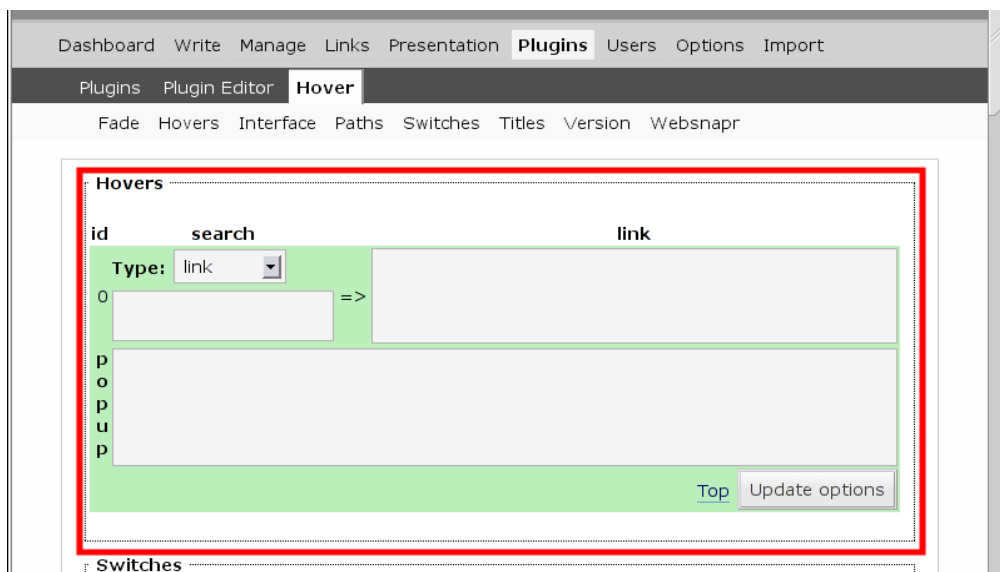 Dashboard Write Manage Links Presentation Plugins Users Options Import
Plugins Plugin Editor Hover
Fade Hovers Interface Paths Switches Titles Version Websnapr
Hovers
id search link
Type: link
0 =>
popup
Top Update options
Switches